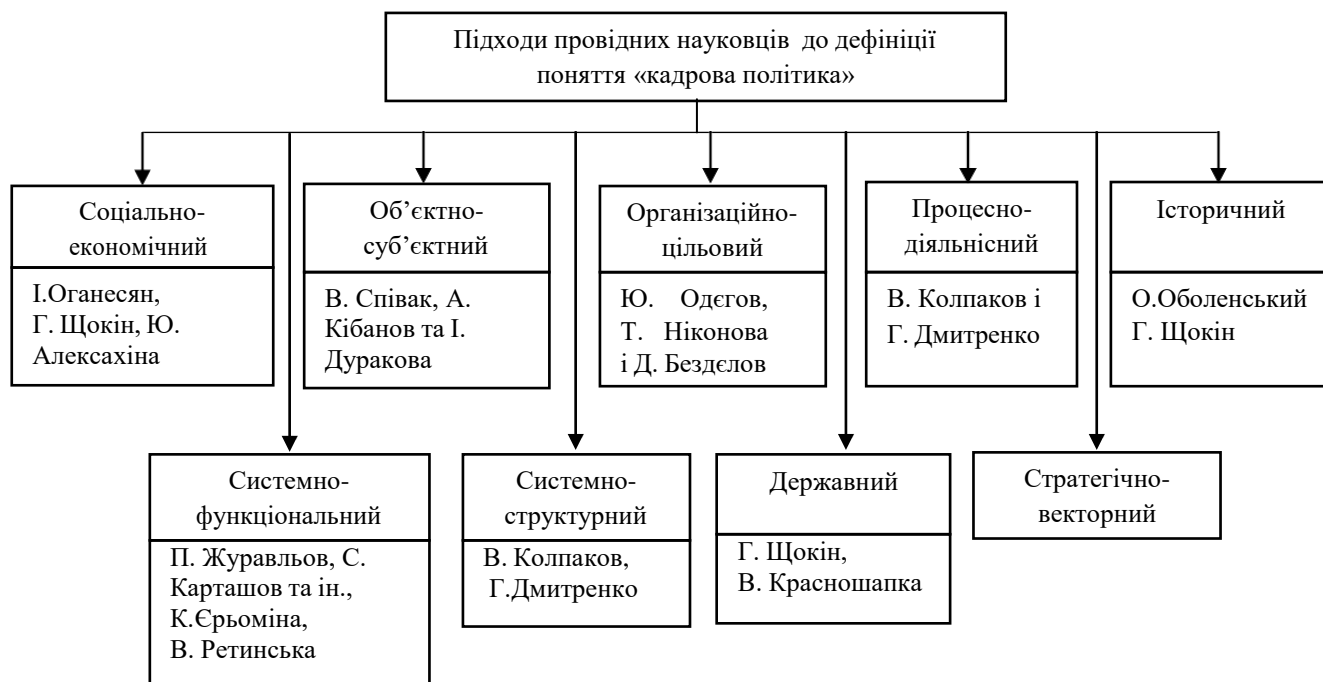 Підходи провідних науковців до дефініції
поняття «кадрова політика»
Соціально-
економічний
І.Оганесян,
Г. Щокін, Ю.
Алексахіна
Об’єктно-
суб’єктний
В. Співак, А.
Кібанов та І.
Дуракова
Організаційно-
цільовий
Ю. Одєгов,
Т. Ніконова
і Д. Бездєлов
Процесно-
діяльнісний
В. Колпаков і
Г. Дмитренко
Історичний
О.Оболенський
Г. Щокін
Системно-
функціональний
П. Журавльов, С.
Карташов та ін.,
К.Єрьоміна,
В. Ретинська
Системно-
структурний
В. Колпаков,
Г.Дмитренко
Державний
Г. Щокін,
В. Красношапка
Стратегічно-
векторний